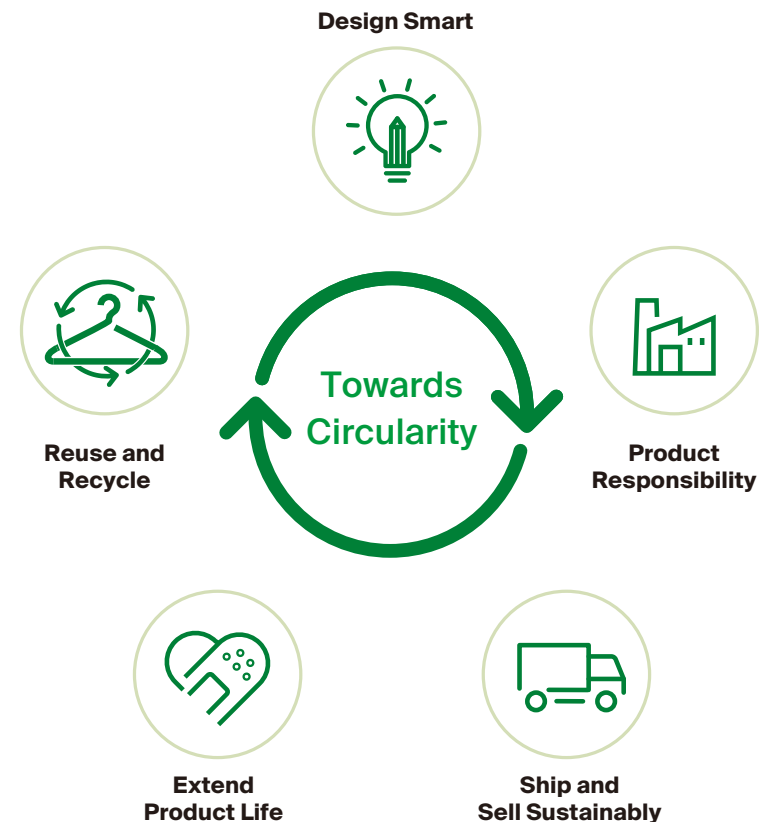 Design Smart
Reuse and
Recycle
Towards
Circularity
Product
Responsibility
Extend
Product Life
Ship and
Sell Sustainably